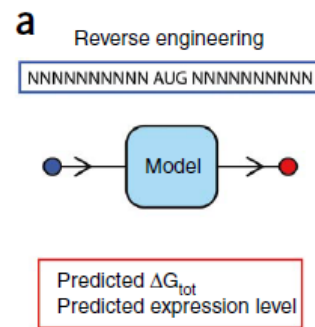 a
Reverse engineering
NNNNNNNNNN AUG NNNNNNNNNN
Model
Predicted ΔGtot
Predicted expression level